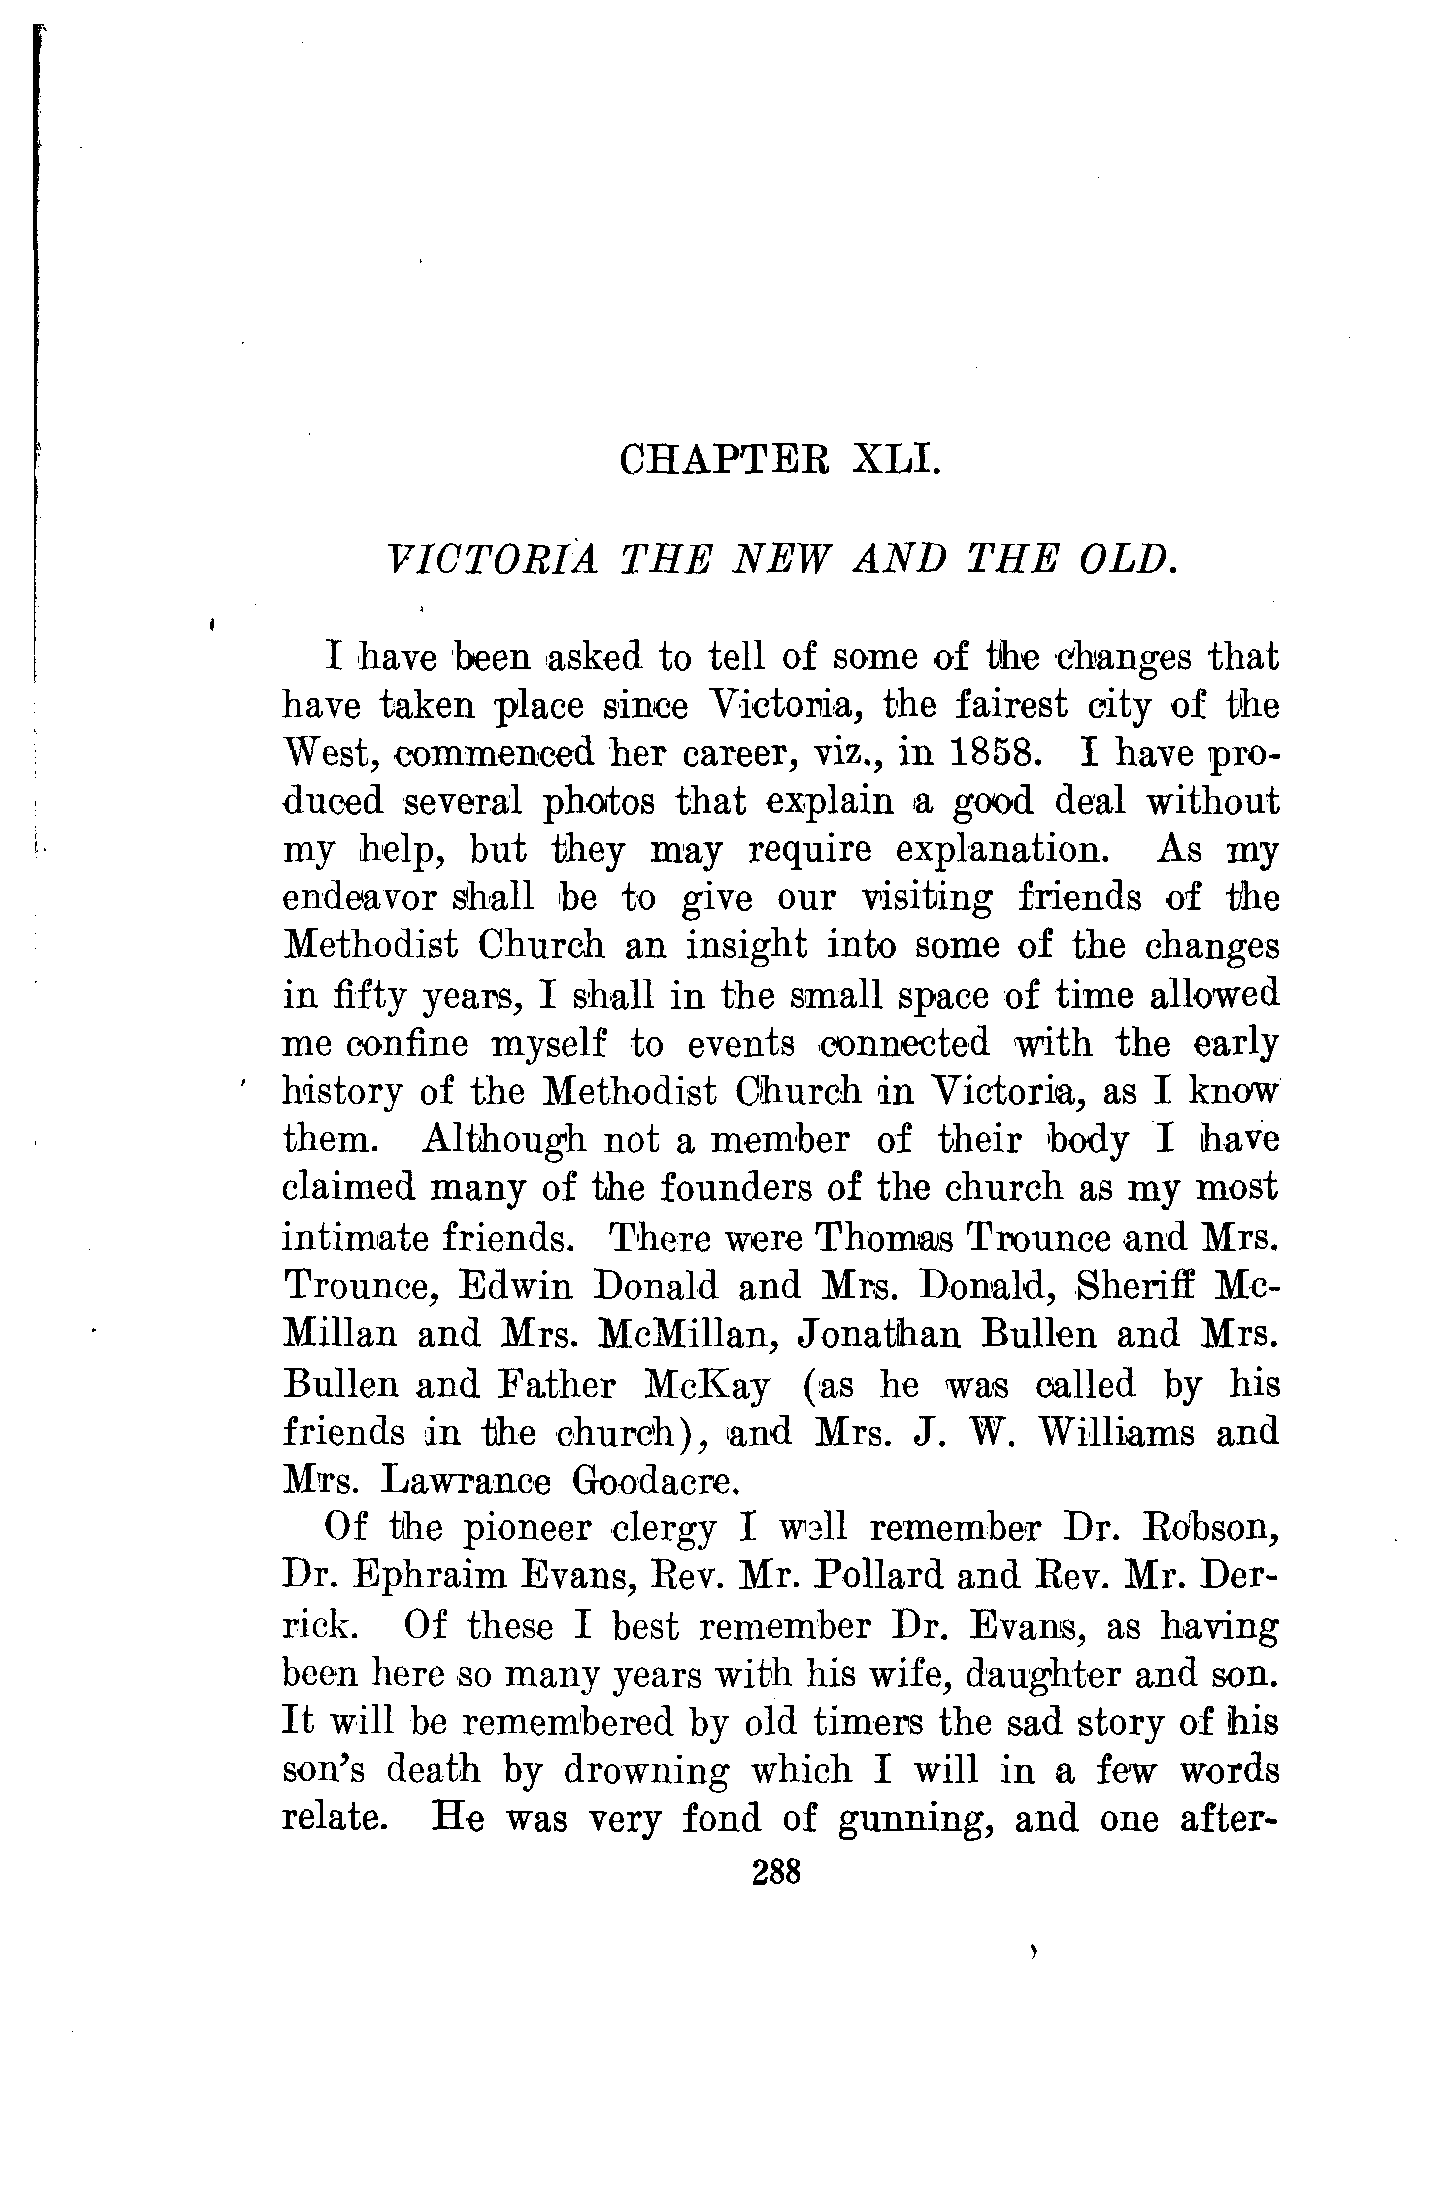 CHAPTER XLI.
VICTORIA THE NEW AND THE OLD.
I have been asked to tell of some of the changes that
have taken place since Victoria, the fairest city of the
West, commenced her career, viz., in 1858. I have pro-
duced several photos that explain a good deal without
my help, but they may require explanation. As my
endeavor shall be to give our visiting friends of the
Methodist Church an insight into some of the changes
in fifty years, I shall in the small space of time allowed
me confine myself to events connected with the early
history of the Methodist Church in Victoria, as I know
them. Although not a member of their body I have
claimed many of the founders of the church as my most
intimate friends. There were Thomas Trounce and Mrs.
Trounce, Edwin Donald and Mrs. Donald, Sheriff Mc-
Millan and Mrs. McMillan, Jonathan Bullen and Mrs.
Bullen and Father McKay (as he was called by his
friends in the church), and Mrs. J. W. Williams and
Mrs. Lawrance Goodacre.
Of the pioneer clergy I well remember Dr. Robson,
Dr. Ephraim Evans, Rev. Mr. Pollard and Rev. Mr. Der-
rick. Of these I best remember Dr. Evans, as having
been here so many years with his wife, daughter and son.
It will be remembered by old timers the sad story of his
son's death by drowning which I will in a few words
relate. He was very fond of gunning, and one after-
288